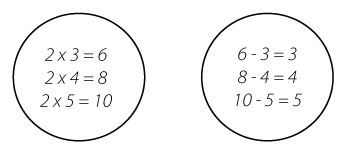 2 x 3 = 6
2 x 4 = 8
2 x 5 = 10
6 - 3 = 3
8 - 4 = 4
10 - 5 = 5